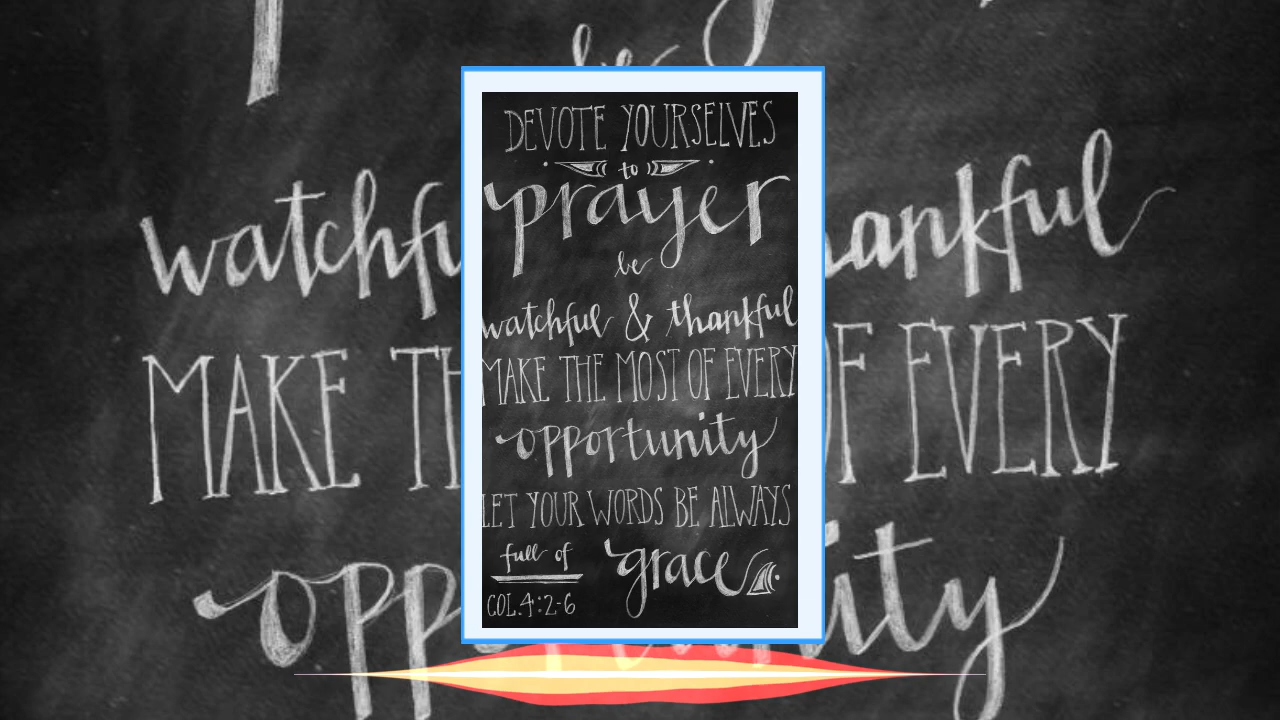 DEVOTE YOURSELVES
to
prayer
be
watchful & thankful
MAKE THE MOST OF EVERY
opportunity
LET YOUR WORDS BE ALWAYS
full of grace
COL.4:2-6